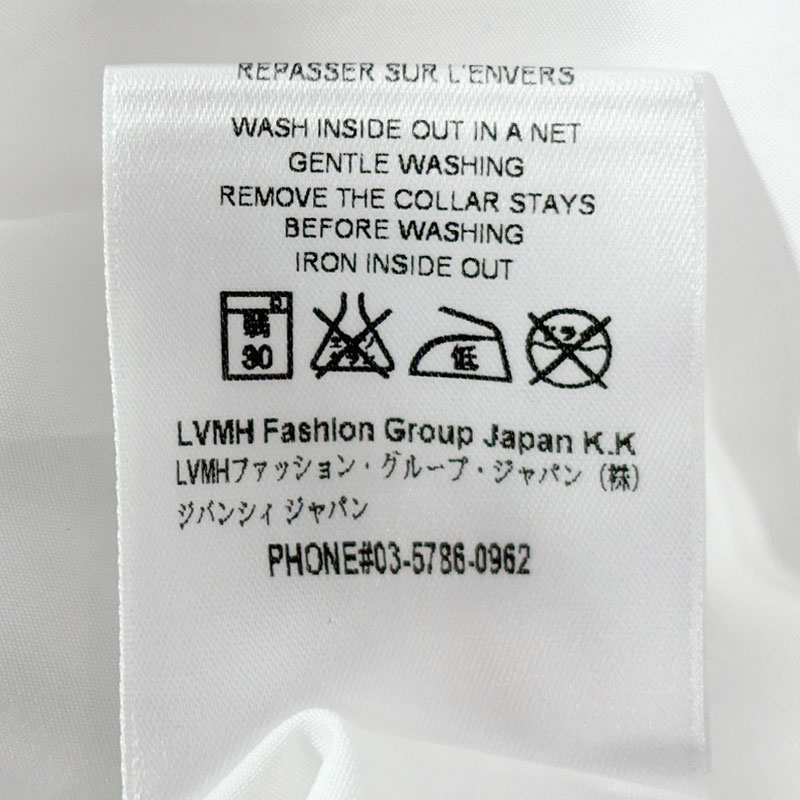 REPASSER SUR L'ENVERS
WASH INSIDE OUT IN A NET
GENTLE WASHING
REMOVE THE COLLAR STAYS
BEFORE WASHING
IRON INSIDE OUT
弱 30 低
LVMH Fashion Group Japan K.K
LVMHファッション・グループ・ジャパン (株)
ジバンシィ ジャパン
PHONE#03-5786-0962